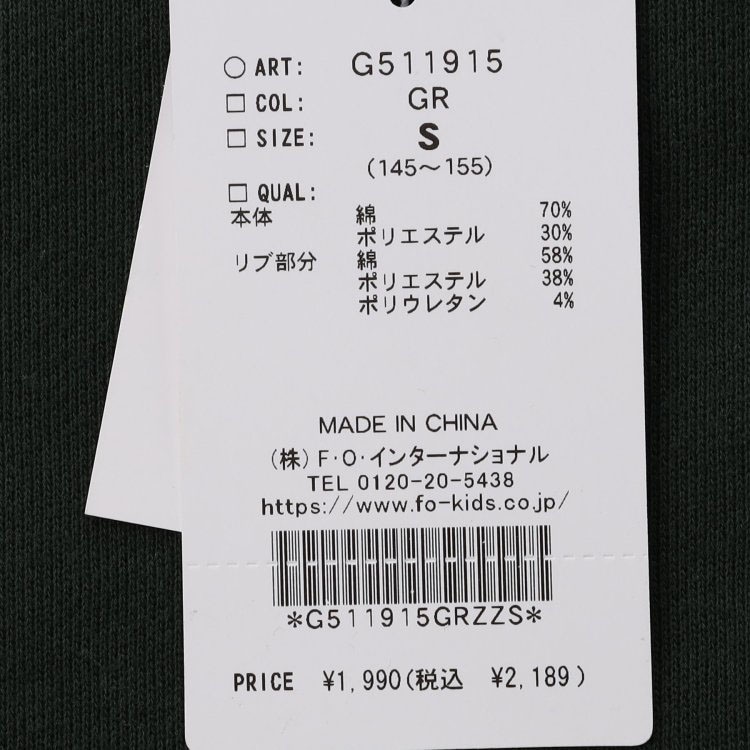 ○ ART: G511915
□ COL: GR
□ SIZE: S
(145～155)
□ QUAL:
本体 綿 70%
ポリエステル 30%
リブ部分 綿 58%
ポリエステル 38%
ポリウレタン 4%
MADE IN CHINA
(株)F・O・インターナショナル
TEL 0120-20-5438
https://www.fo-kids.co.jp/
*G511915GRZZS*
PRICE ¥1,990(税込 ¥2,189)